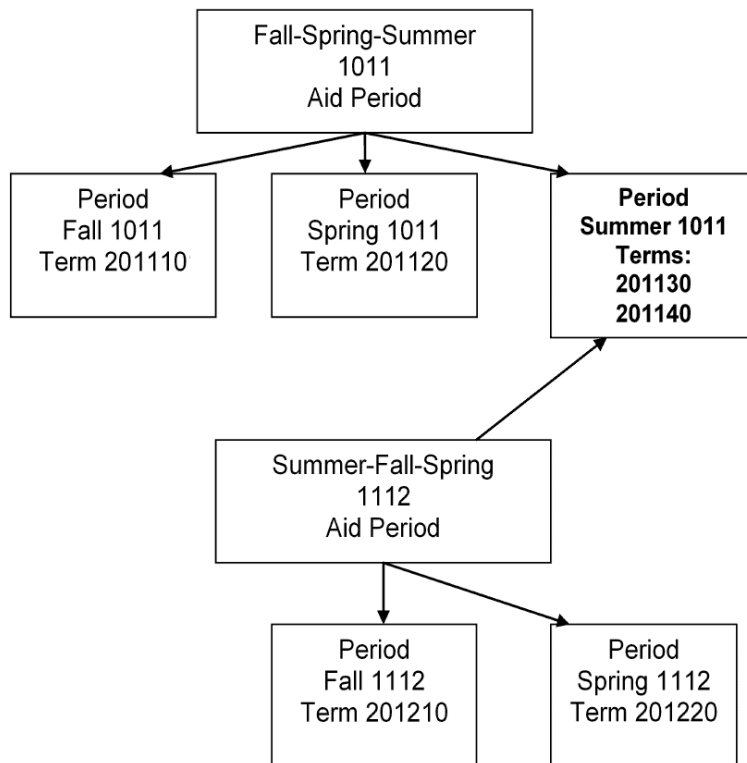 Fall-Spring-Summer
1011
Aid Period
Period
Fall 1011
Term 201110
Period
Spring 1011
Term 201120
Period
Summer 1011
Terms:
201130
201140
Summer-Fall-Spring
1112
Aid Period
Period
Fall 1112
Term 201210
Period
Spring 1112
Term 201220